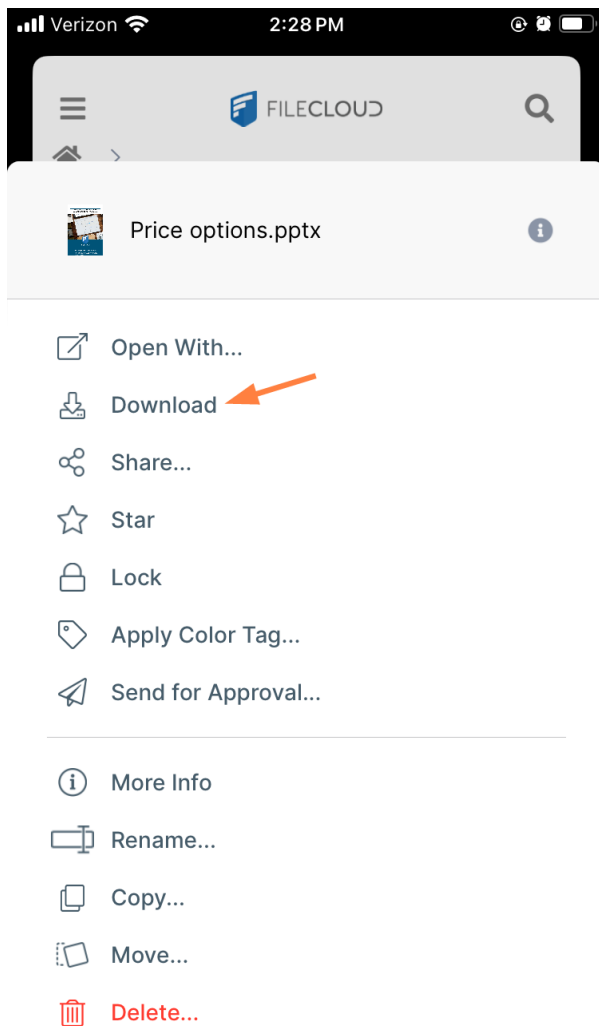 Verizon 2:28 PM
FILECLOUD
Price options.pptx
Open With...
Download
Share...
Star
Lock
Apply Color Tag...
Send for Approval...
More Info
Rename...
Copy...
Move...
Delete...